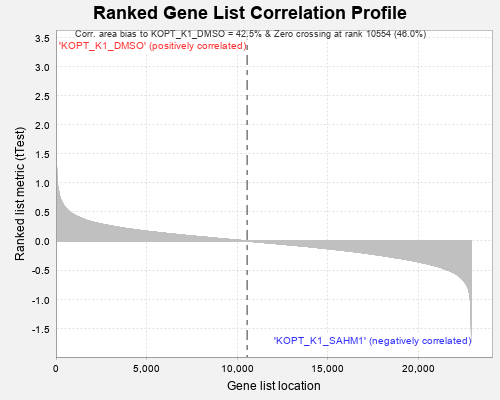 Ranked Gene List Correlation Profile
Corr. area bias to KOPT_K1_DMSO = 42.5% & Zero crossing at rank 10554 (46.0%)
'KOPT_K1_DMSO' (positively correlated)
3.5
3.0
2.5
2.0
1.5
1.0
0.5
0.0
-0.5
-1.0
-1.5
Ranked list metric (tTest)
'KOPT_K1_SAHM1' (negatively correlated)
0 5,000 10,000 15,000 20,000
Gene list location